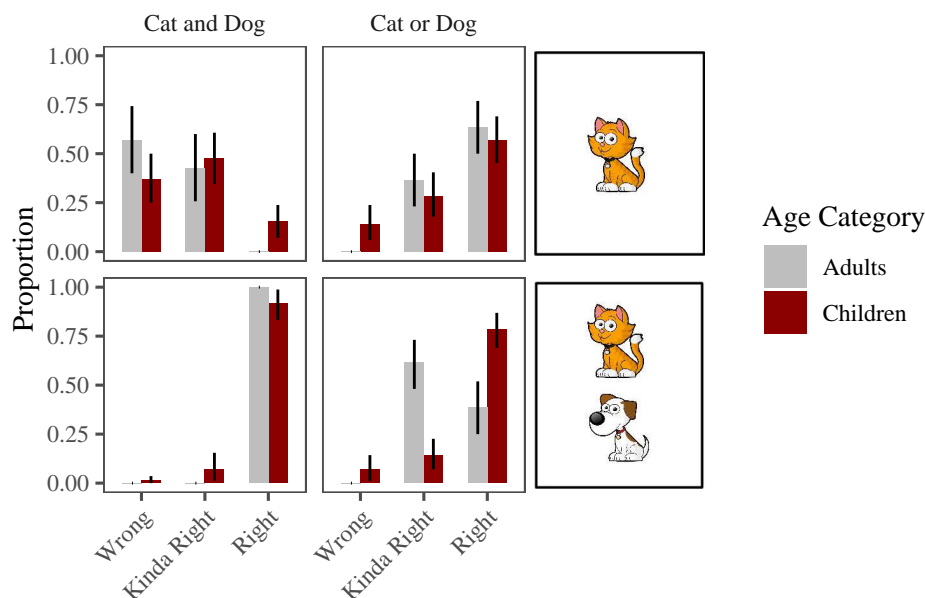 Cat and Dog
Cat or Dog
Proportion
1.00
0.75
0.50
0.25
0.00
1.00
0.75
0.50
0.25
0.00
Wrong
Kinda Right
Right
Wrong
Kinda Right
Right
Age Category
Adults
Children